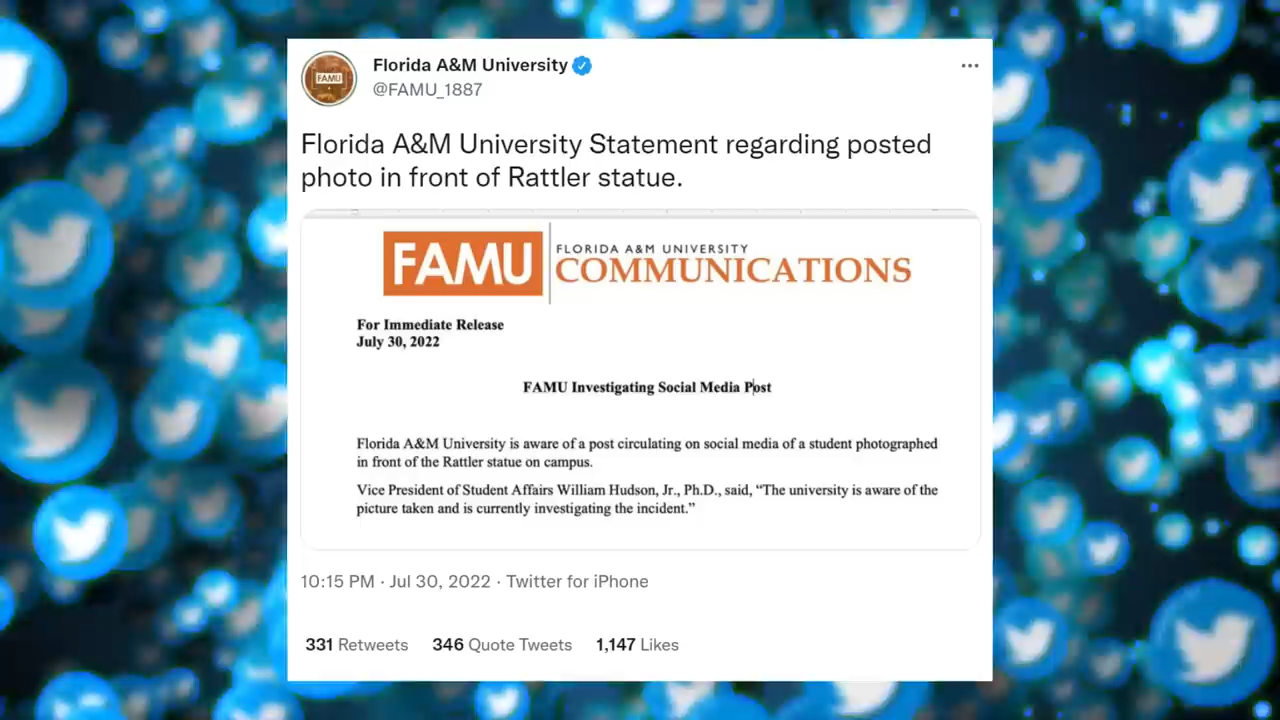 Florida A&M University
@FAMU_1887
Florida A&M University Statement regarding posted
photo in front of Rattler statue.
FAMU
FAMU
FLORIDA A&M UNIVERSITY
COMMUNICATIONS
For Immediate Release
July 30, 2022
FAMU Investigating Social Media Post
Florida A&M University is aware of a post circulating on social media of a student photographed
in front of the Rattler statue on campus.
Vice President of Student Affairs William Hudson, Jr., Ph.D., said, “The university is aware of the
picture taken and is currently investigating the incident.”
10:15 PM · Jul 30, 2022 · Twitter for iPhone
331 Retweets 346 Quote Tweets 1,147 Likes